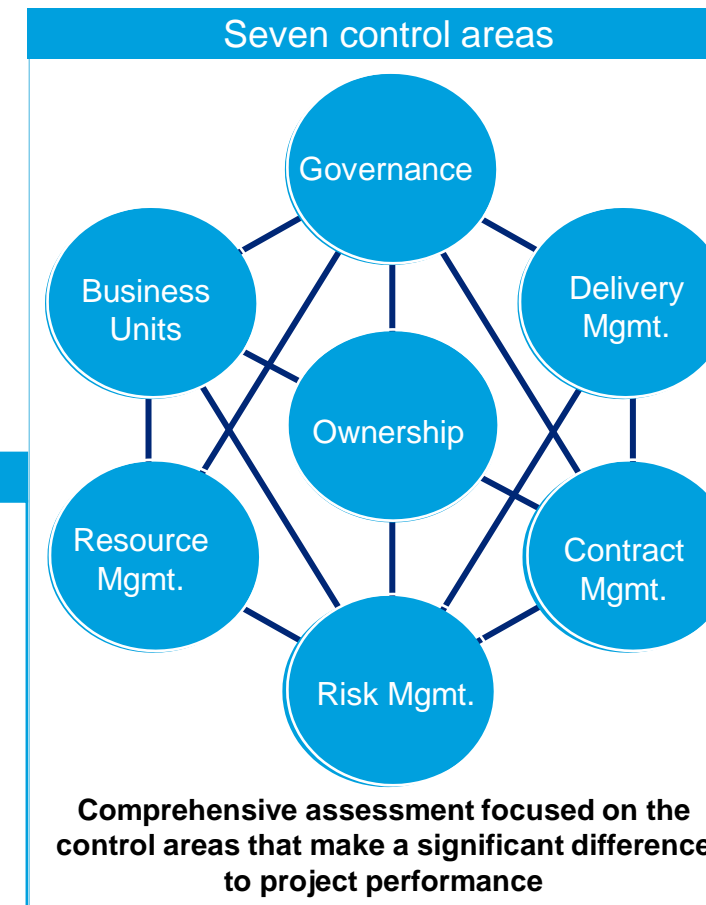 Seven control areas
Governance
Business
Units
Delivery
Mgmt.
Ownership
Resource
Mgmt.
Contract
Mgmt.
Risk Mgmt.
Comprehensive assessment focused on the
control areas that make a significant difference
to project performance